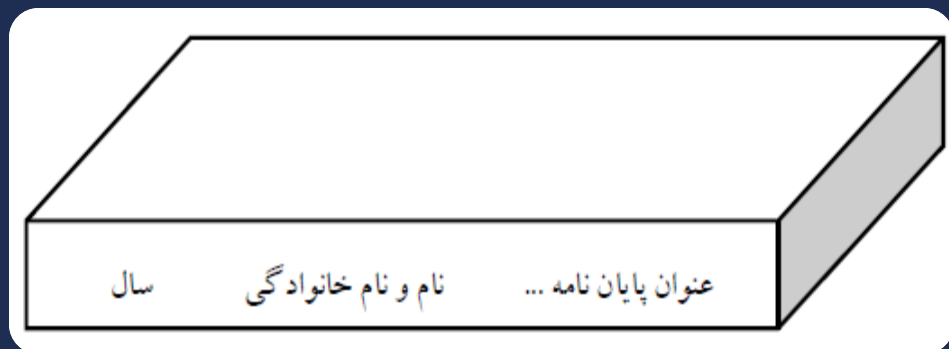 عنوان پایان نامه ... نام و نام خانوادگی سال